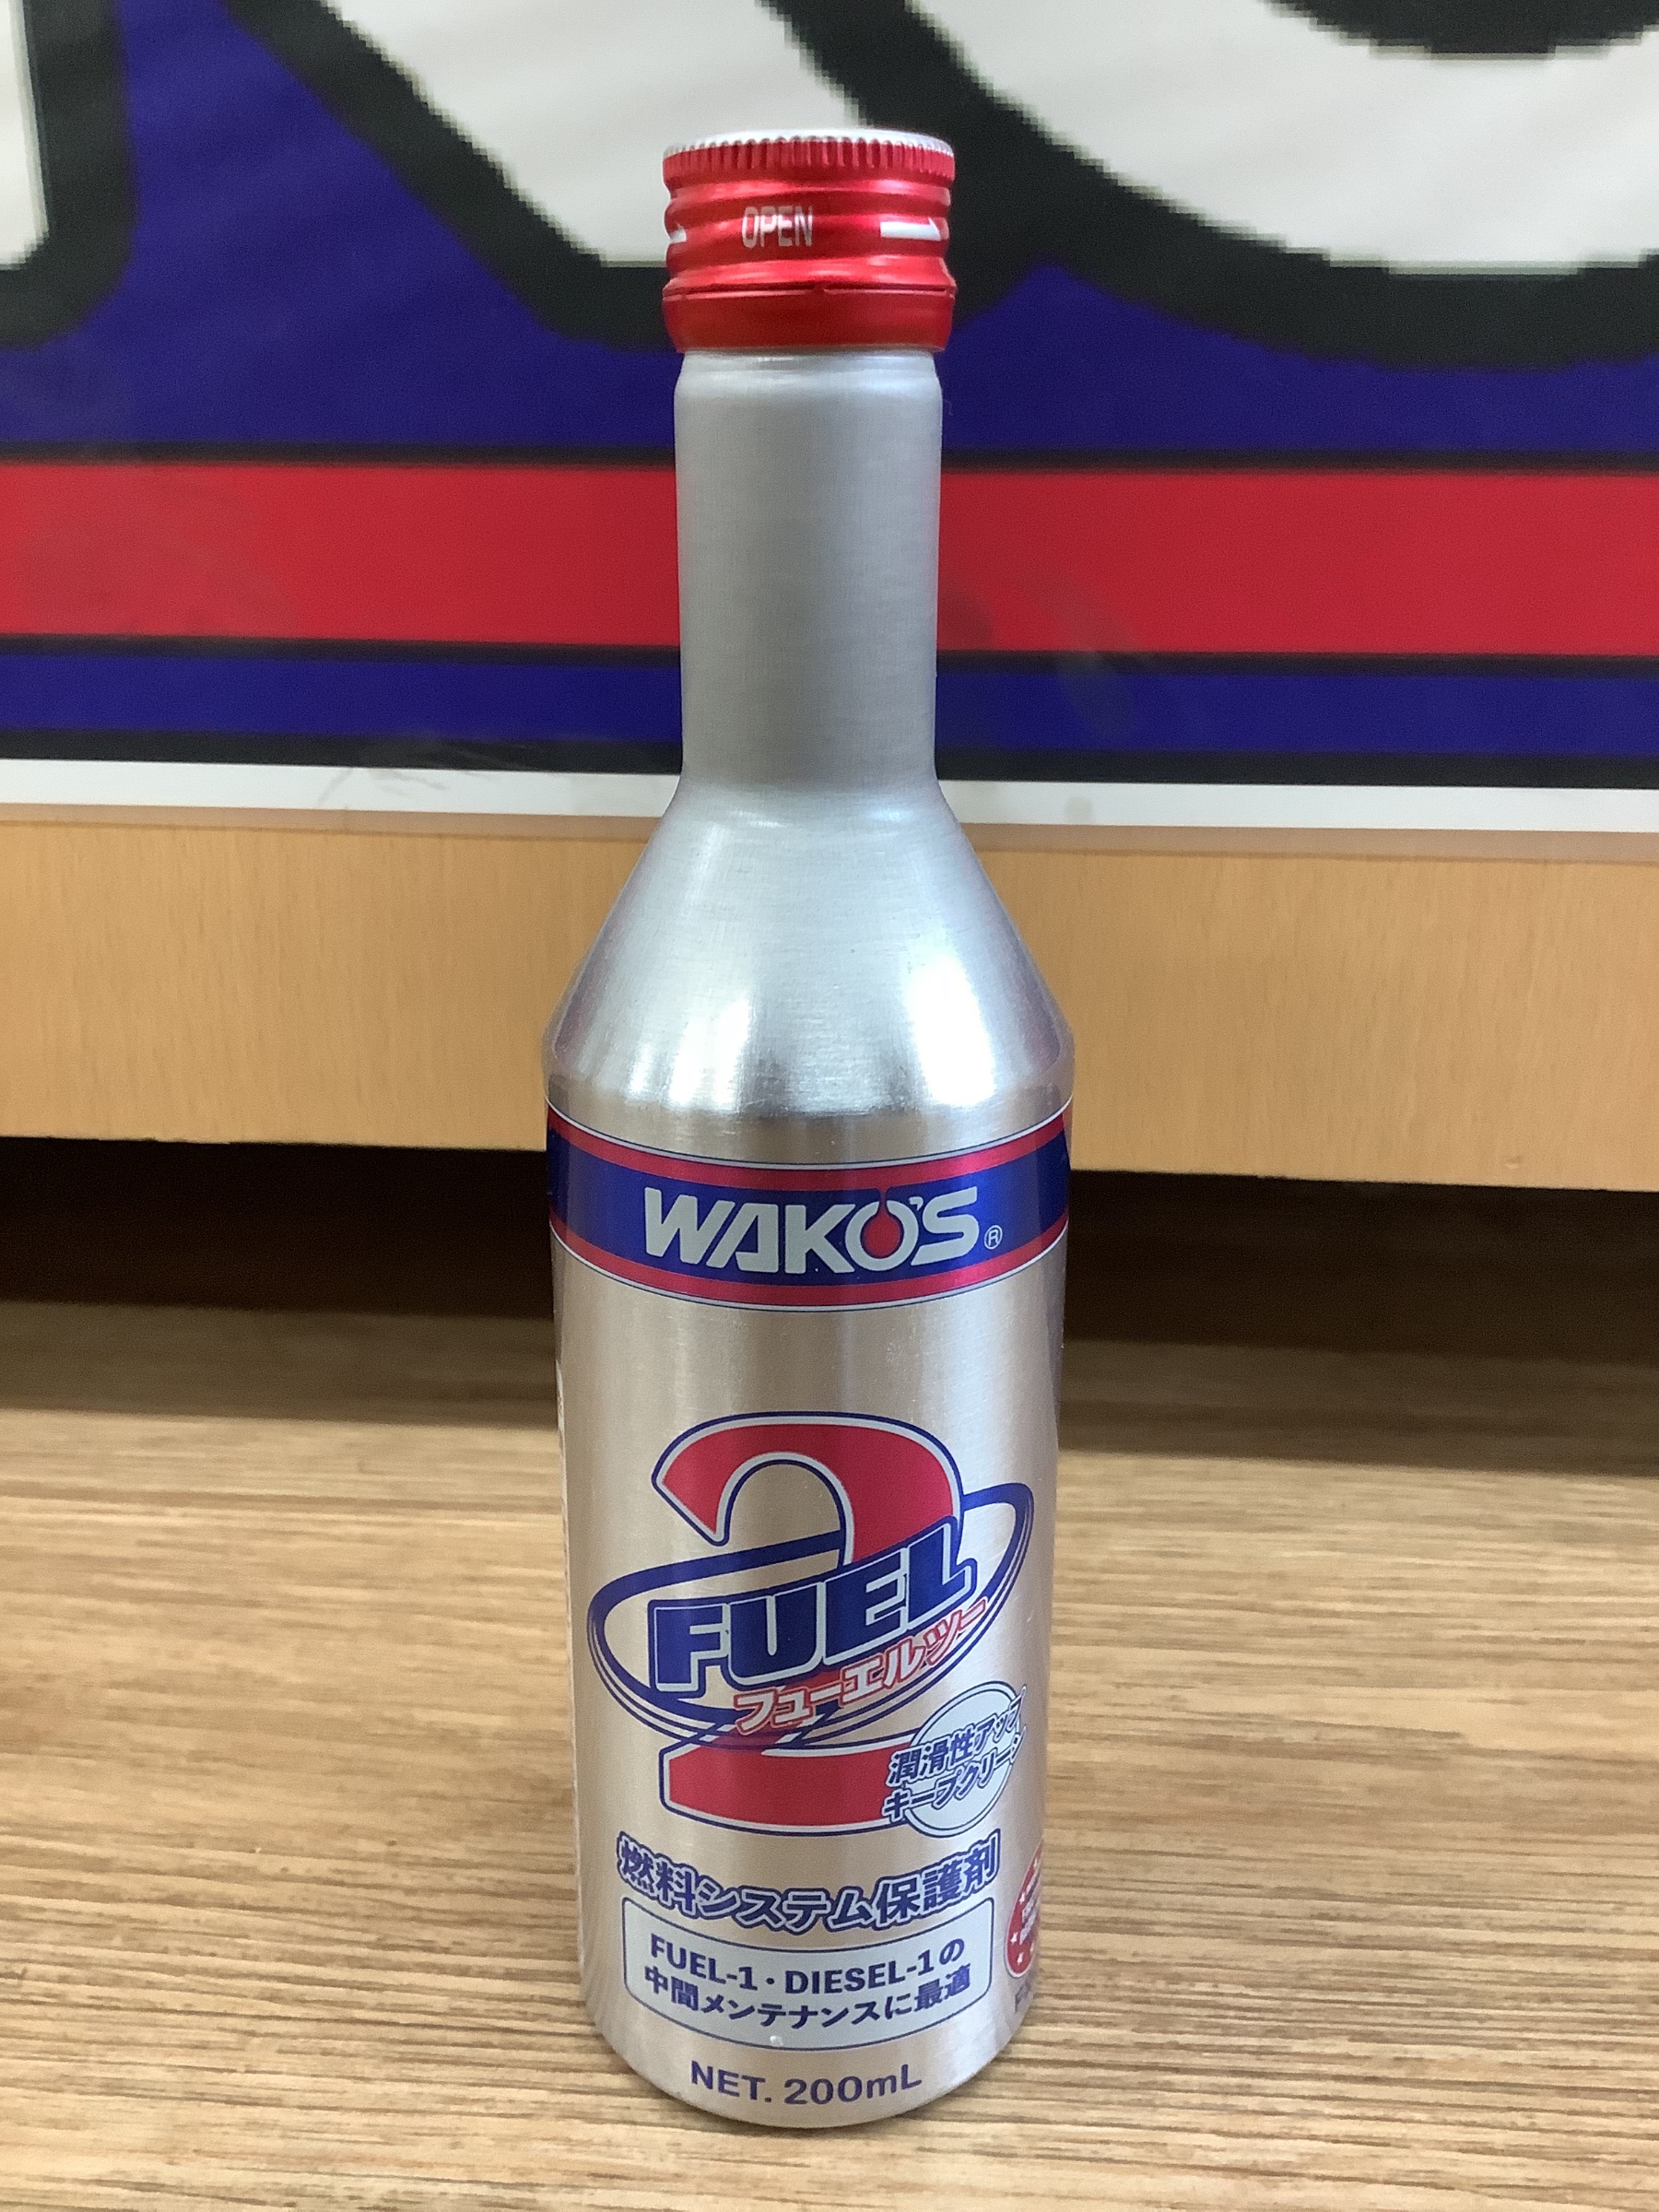 OPEN
WAKO'S®
2
FUEL
フューエルツー
潤滑性アップ
キープクリーン
燃料システム保護剤
FUEL-1・DIESEL-1の
中間メンテナンスに最適
NET. 200mL